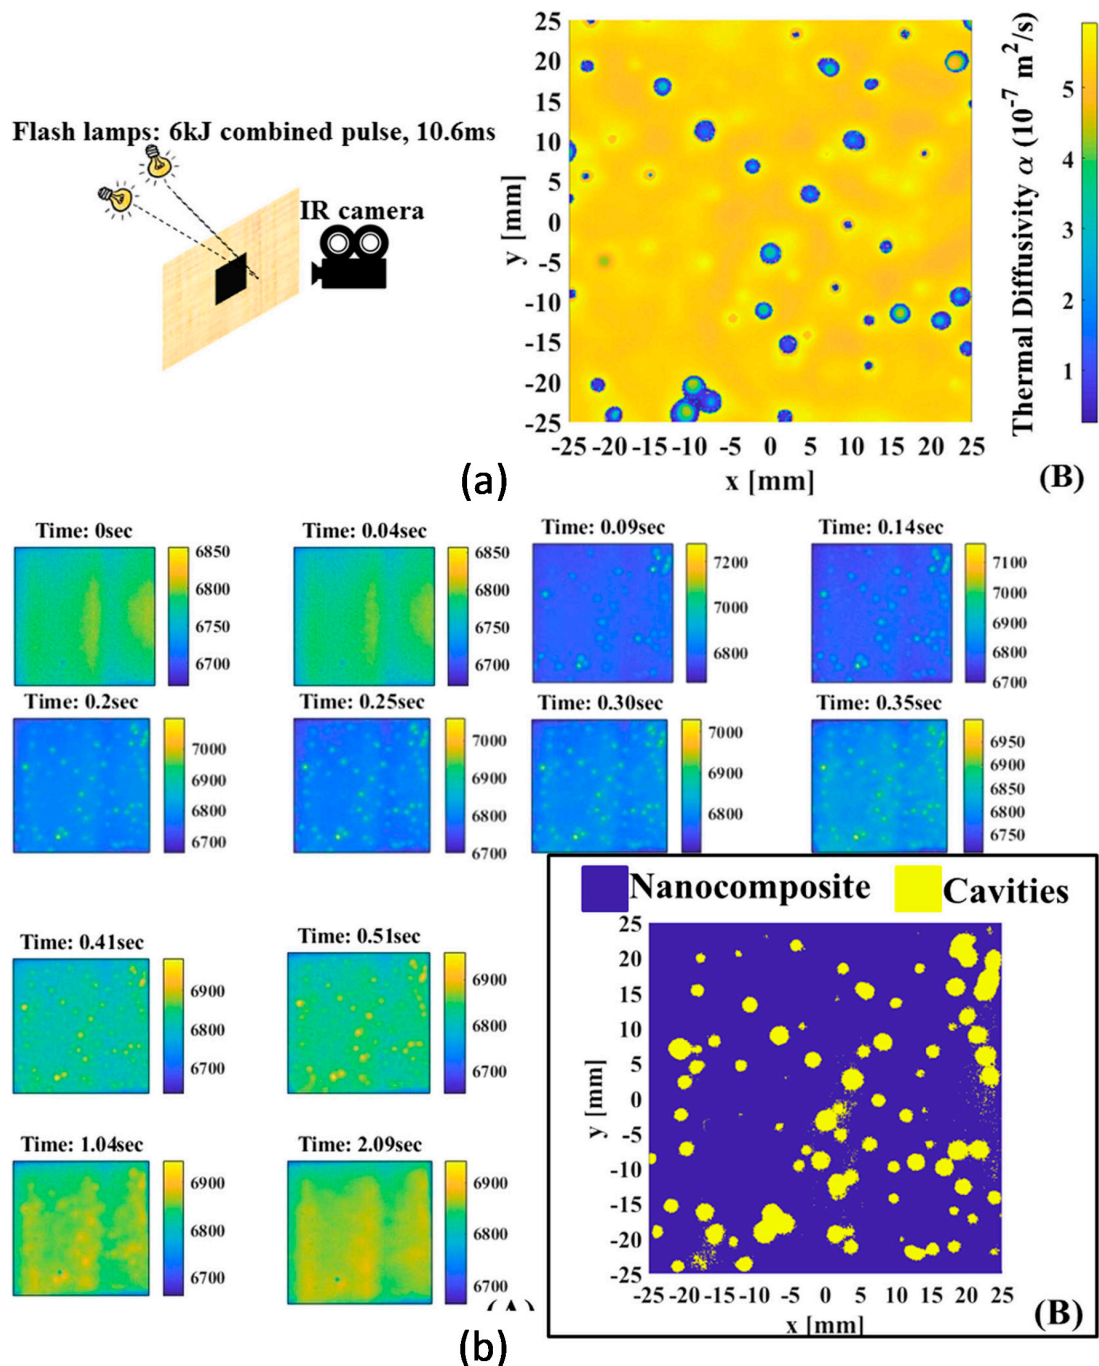 Flash lamps: 6kJ combined pulse, 10.6ms
IR camera
25
20
15
10
5
0
-5
-10
-15
-20
-25
y [mm]
-25 -20 -15 -10 -5 0 5 10 15 20 25
x [mm]
5
4
3
2
1
Thermal Diffusivity α (10⁻⁷ m²/s)
(B)
(a)
Time: 0sec
6850
6800
6750
6700
Time: 0.04sec
6850
6800
6750
6700
Time: 0.09sec
7200
7000
6800
Time: 0.14sec
7100
7000
6900
6800
6700
Time: 0.2sec
7000
6900
6800
6700
Time: 0.25sec
7000
6900
6800
6700
Time: 0.30sec
7000
6900
6800
Time: 0.35sec
6950
6900
6850
6800
6750
Time: 0.41sec
6900
6800
6700
Time: 0.51sec
6900
6800
6700
Time: 1.04sec
6900
6800
6700
Time: 2.09sec
6900
6800
6700
(A)
Nanocomposite
Cavities
25
20
15
10
5
0
-5
-10
-15
-20
-25
y [mm]
-25 -20 -15 -10 -5 0 5 10 15 20 25
x [mm]
(B)
(b)